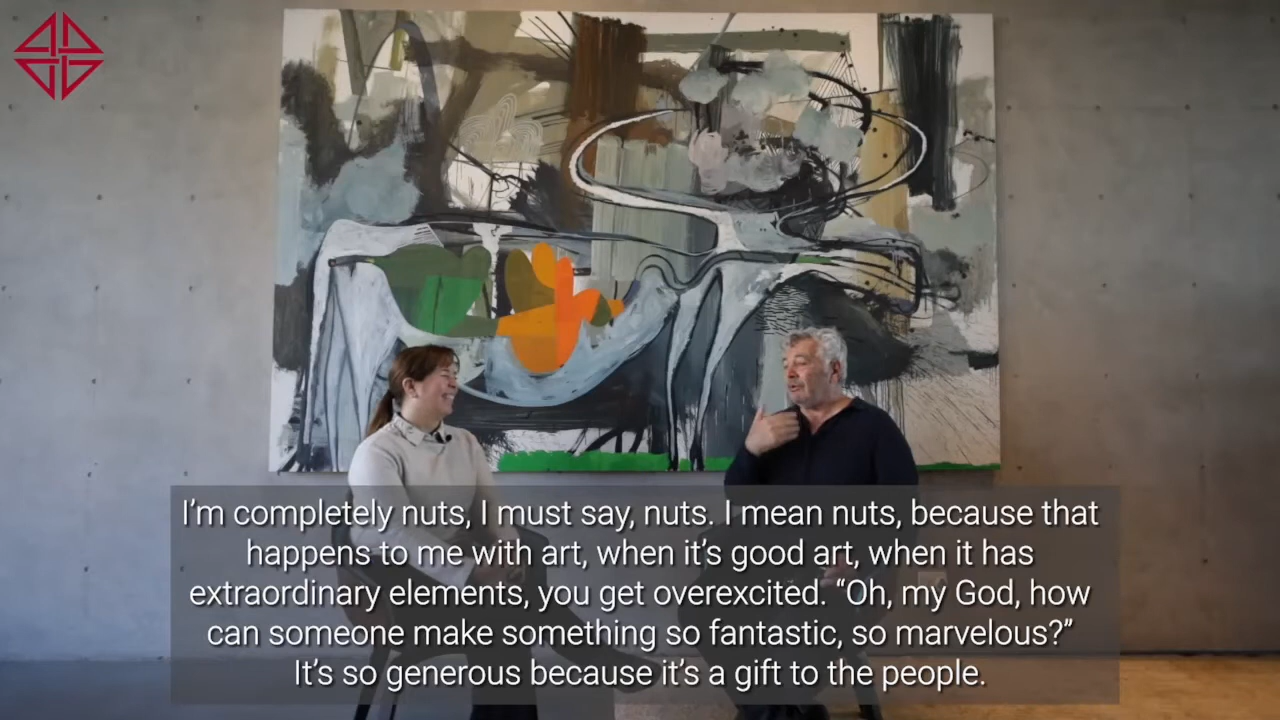 I’m completely nuts, I must say, nuts. I mean nuts, because that
happens to me with art, when it’s good art, when it has
extraordinary elements, you get overexcited. “Oh, my God, how
can someone make something so fantastic, so marvelous?”
It’s so generous because it’s a gift to the people.